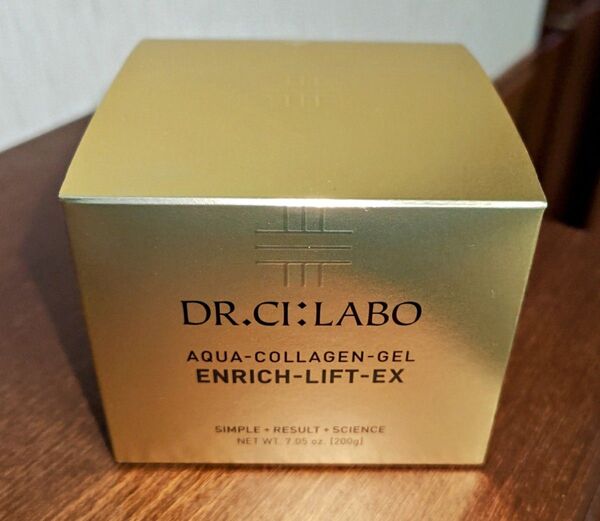 DR.CI:LABO
AQUA-COLLAGEN-GEL
ENRICH-LIFT-EX
SIMPLE + RESULT + SCIENCE
NET WT. 7.05 oz. [200g]